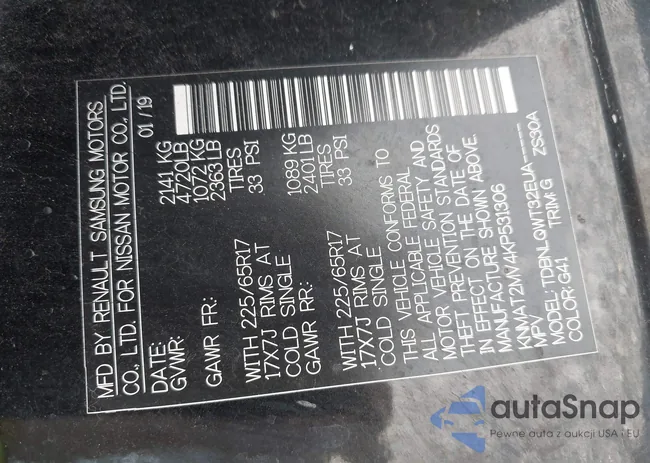 MFD BY RENAULT SAMSUNG MOTORS
CO., LTD. FOR NISSAN MOTOR CO., LTD.
DATE: 01/19
GVWR: 2141 KG
4720LB
GAWR FR: 1072 KG
2363 LB
WITH 225/65R17 TIRES
17X7J RIMS AT 33 PSI
COLD SINGLE
GAWR RR: 1089 KG
2401 LB
WITH 225/65R17 TIRES
17X7J RIMS AT 33 PSI
COLD SINGLE
THIS VEHICLE CONFORMS TO
ALL APPLICABLE FEDERAL
MOTOR VEHICLE SAFETY AND
THEFT PREVENTION STANDARDS
IN EFFECT ON THE DATE OF
MANUFACTURE SHOWN ABOVE.
KNMAT2MV4KP531306
MPV
MODEL: TDBNLGWT32EUA
COLOR: G41 TRIM: G ZS30A
autaSnap
Pewne auta z aukcji USA i EU